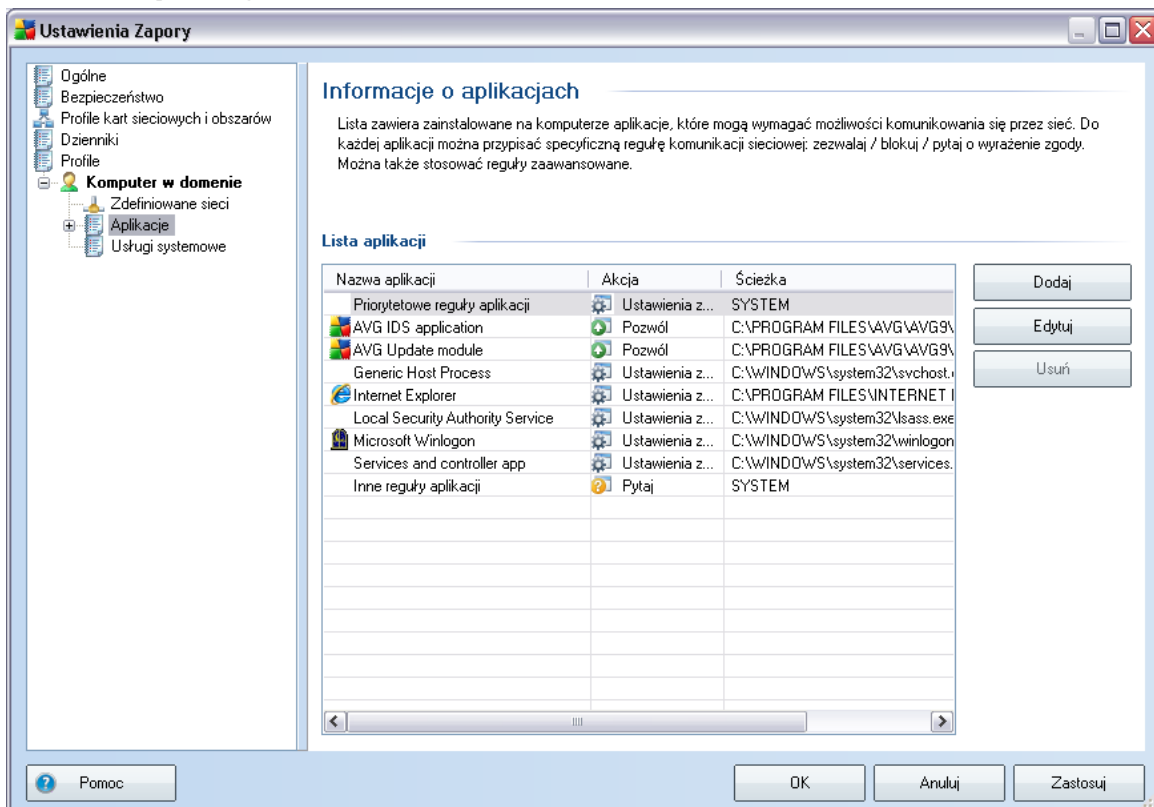 Ustawienia Zapory
Ogólne
Bezpieczeństwo
Profile kart sieciowych i obszarów
Dzienniki
Profile
Komputer w domenie
Zdefiniowane sieci
Aplikacje
Usługi systemowe
Informacje o aplikacjach
Lista zawiera zainstalowane na komputerze aplikacje, które mogą wymagać możliwości komunikowania się przez sieć. Do
każdej aplikacji można przypisać specyficzną regułę komunikacji sieciowej: zezwalaj / blokuj / pytaj o wyrażenie zgody.
Można także stosować reguły zaawansowane.
Lista aplikacji
Nazwa aplikacji Akcja Ścieżka
Priorytetowe reguły aplikacji Ustawienia z... SYSTEM
AVG IDS application Pozwól C:\PROGRAM FILES\AVG\AVG9\
AVG Update module Pozwól C:\PROGRAM FILES\AVG\AVG9\
Generic Host Process Ustawienia z... C:\WINDOWS\system32\svchost.
Internet Explorer Ustawienia z... C:\PROGRAM FILES\INTERNET
Local Security Authority Service Ustawienia z... C:\WINDOWS\system32\lsass.exe
Microsoft Winlogon Ustawienia z... C:\WINDOWS\system32\winlogon
Services and controller app Ustawienia z... C:\WINDOWS\system32\services.
Inne reguły aplikacji Pytaj SYSTEM
Dodaj
Edytuj
Usuń
Pomoc
OK
Anuluj
Zastosuj